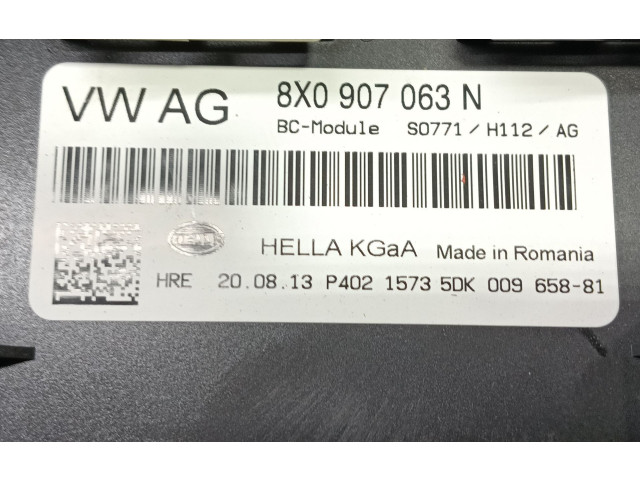 VW AG 8X0 907 063 N
BC-Module S0771/H112/AG
HELLA
HELLA KGaA Made in Romania
HRE 20.08.13 P402 1573 5DK 009 658-81